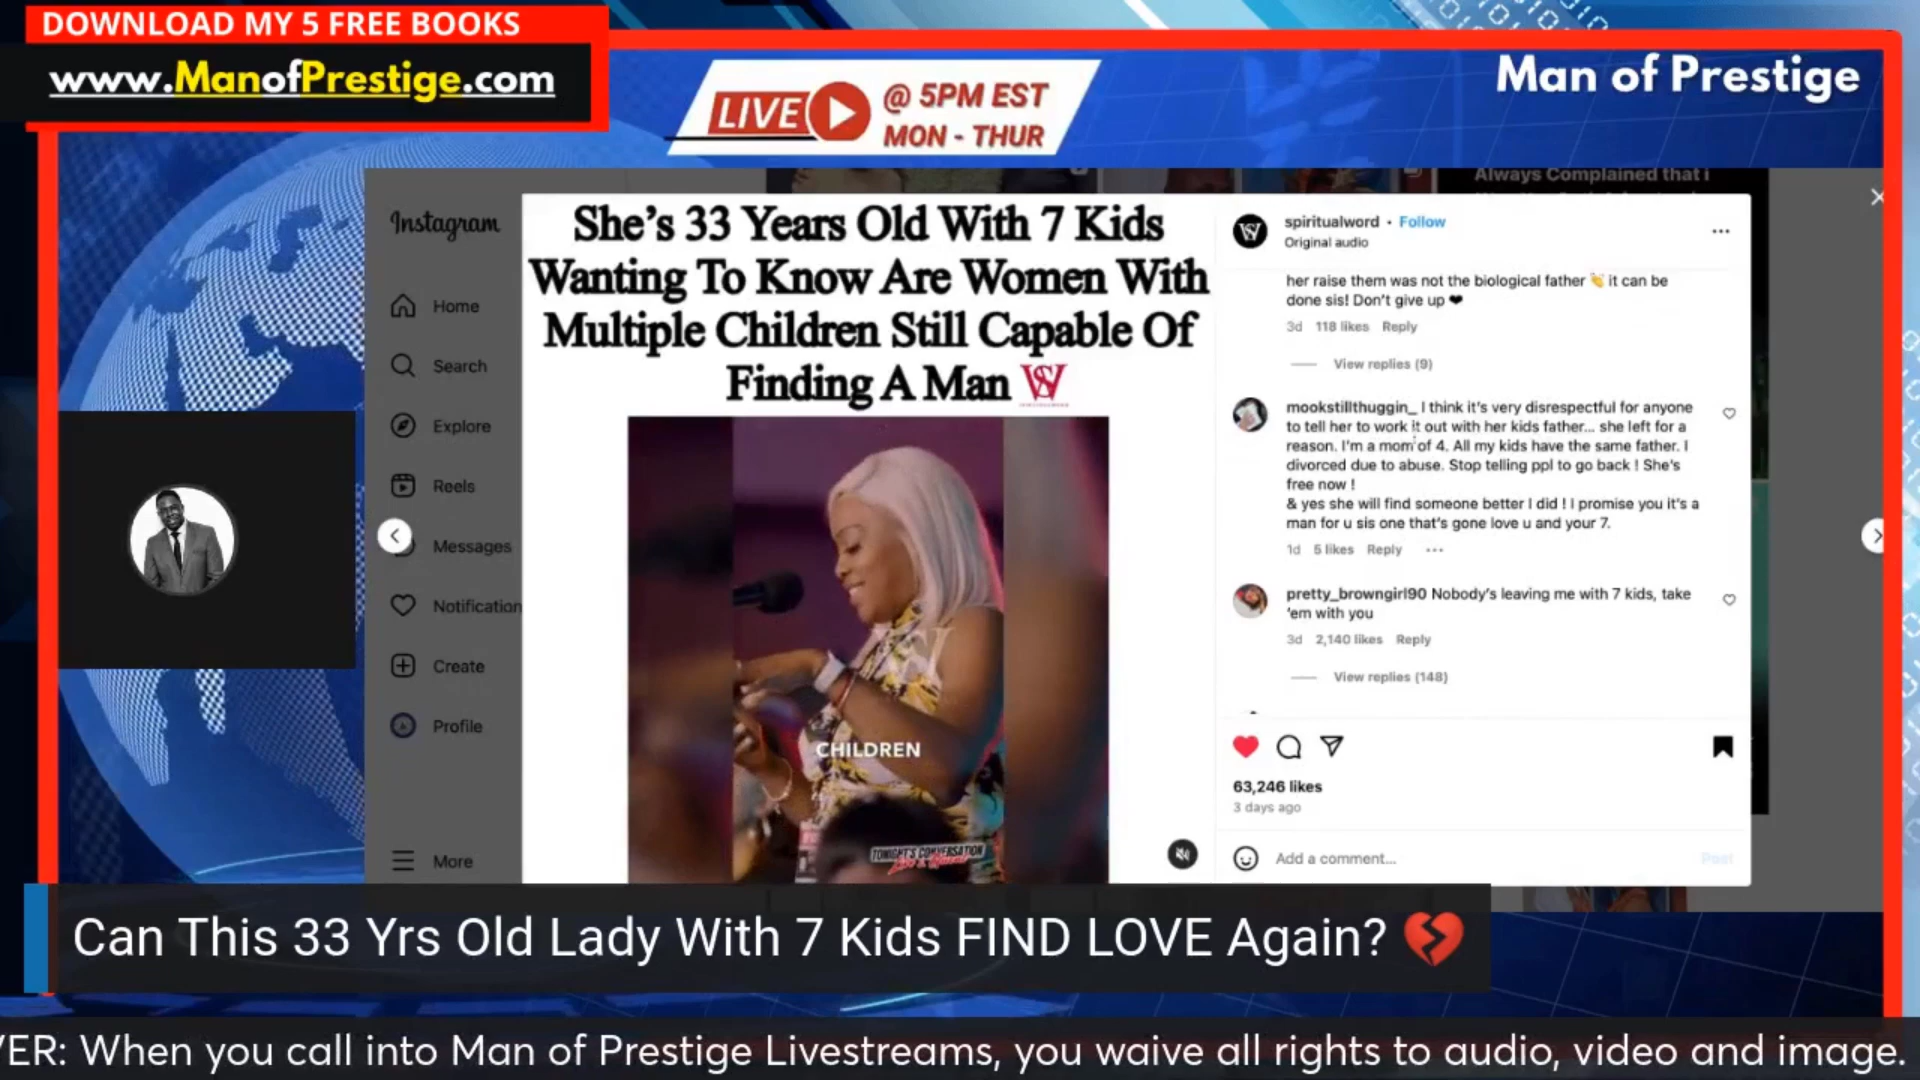 DOWNLOAD MY 5 FREE BOOKS
www.ManofPrestige.com
LIVE @ 5PM EST
MON - THUR
Man of Prestige
Always Complained that i
Instagram
Home
Search
Explore
Reels
Messages
Notification
Create
Profile
More
She's 33 Years Old With 7 Kids
Wanting To Know Are Women With
Multiple Children Still Capable Of
Finding A Man
CHILDREN
TONIGHT'S CONVERSATION
spiritualword • Follow
Original audio
her raise them was not the biological father 👏 it can be
done sis! Don't give up ❤
3d 118 likes Reply
View replies (9)
mookstillthuggin_ I think it's very disrespectful for anyone
to tell her to work it out with her kids father... she left for a
reason. I'm a mom of 4. All my kids have the same father. I
divorced due to abuse. Stop telling ppl to go back ! She's
free now !
& yes she will find someone better I did ! I promise you it's a
man for u sis one that's gone love u and your 7.
1d 5 likes Reply ...
pretty_browngirl90 Nobody's leaving me with 7 kids, take
'em with you
3d 2,140 likes Reply
View replies (148)
63,246 likes
3 days ago
Add a comment...
Post
Can This 33 Yrs Old Lady With 7 Kids FIND LOVE Again? 💔
VER: When you call into Man of Prestige Livestreams, you waive all rights to audio, video and image.